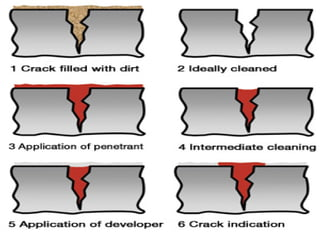 1 Crack filled with dirt
2 Ideally cleaned
3 Application of penetrant
4 Intermediate cleaning
5 Application of developer
6 Crack indication